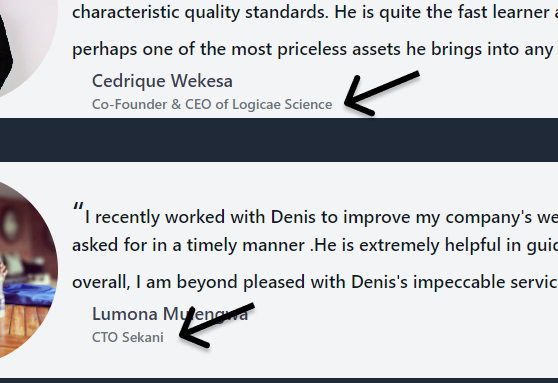 characteristic quality standards. He is quite the fast learner
perhaps one of the most priceless assets he brings into any
Cedrique Wekesa
Co-Founder & CEO of Logicae Science
“I recently worked with Denis to improve my company's we
asked for in a timely manner .He is extremely helpful in guid
overall, I am beyond pleased with Denis's impeccable servic
Lumona Mulengwa
CTO Sekani